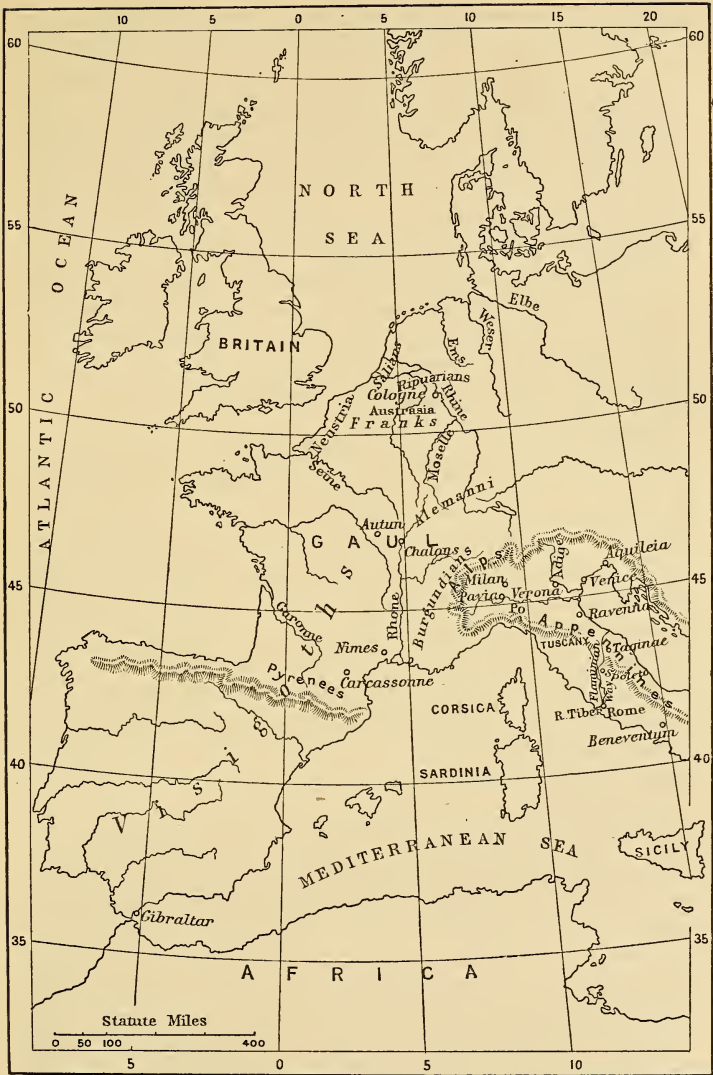 10 5 0 5 10 15 20
60 60
NORTH
SEA
ATLANTIC OCEAN
55 55
BRITAIN
Elbe
Weser
Ems
Salians
Ripuarians
Cologne
Rhine
Austrasia
Franks
Neustria
50 50
Moselle
Seine
Alemanni
Autun
GAUL
Chalons
Burgundians
Alps
Adige
Aquileia
Milan
Venice
45 45
Pavia
Verona
Po
Ravenna
Appennines
Garonne
Rhone
TUSCANY
Taginae
Nimes
Flaminian Way
Spoleto
Pyrenees
Carcassonne
CORSICA
R. Tiber
Rome
Beneventum
Visigoths
40 40
SARDINIA
MEDITERRANEAN SEA
SICILY
Gibraltar
35 35
AFRICA
Statute Miles
0 50 100 400
5 0 5 10